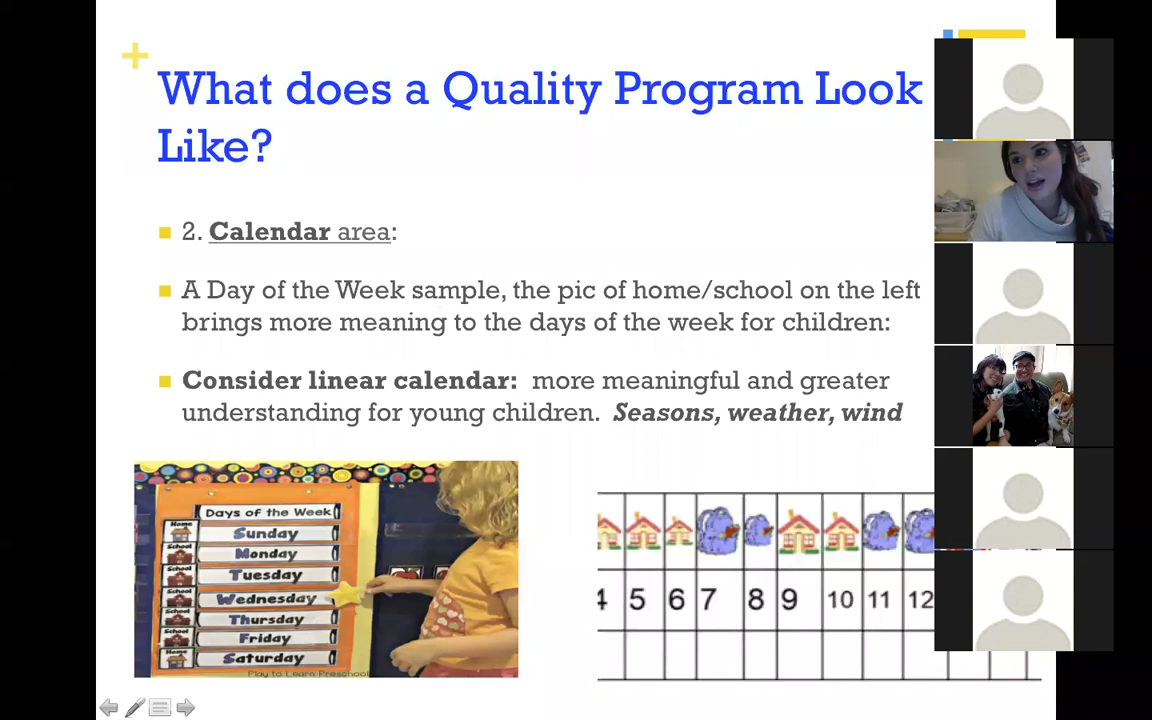 What does a Quality Program Look
Like?
2. Calendar area:
A Day of the Week sample, the pic of home/school on the left
brings more meaning to the days of the week for children:
Consider linear calendar: more meaningful and greater
understanding for young children. Seasons, weather, wind
Days of the Week
Home Sunday
School Monday
School Tuesday
School Wednesday
School Thursday
School Friday
Home Saturday
Play to Learn Preschool
4 5 6 7 8 9 10 11 12